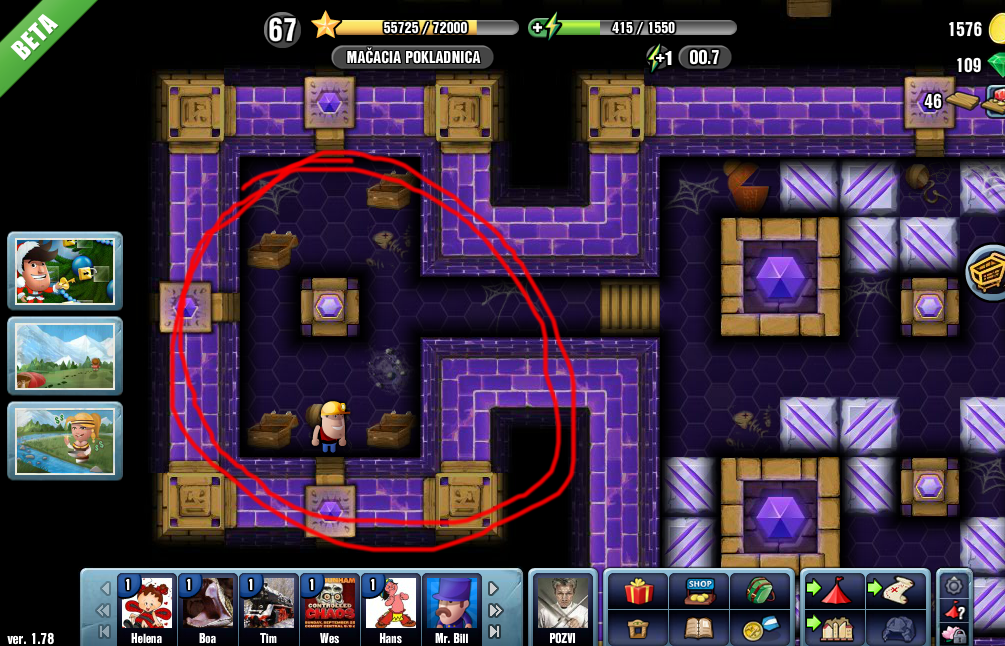 BETA
67
55725 / 72000
415 / 1550
1576
MAČACIA POKLADNICA
+1
00.7
109
46
1
1
1
1
1
CONTROLLED
CHAOS
SHOP
Helena
Boa
Tim
Wes
Hans
Mr. Bill
POZVI
ver. 1.78